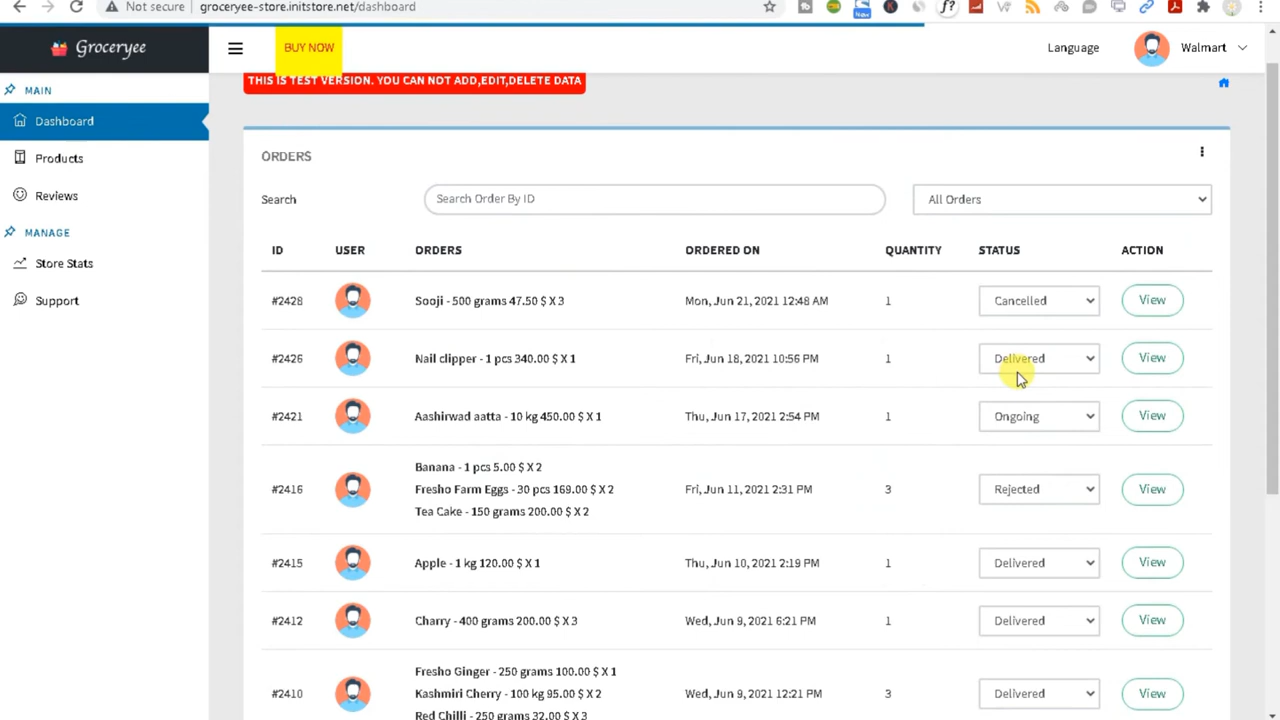 Not secure groceryee-store.initstore.net/dashboard
Groceryee
BUY NOW
Language
Walmart
THIS IS TEST VERSION. YOU CAN NOT ADD,EDIT,DELETE DATA
MAIN
Dashboard
Products
Reviews
MANAGE
Store Stats
Support
ORDERS
Search
Search Order By ID
All Orders
ID USER ORDERS ORDERED ON QUANTITY STATUS ACTION
#2428 Sooji - 500 grams 47.50 $ X 3 Mon, Jun 21, 2021 12:48 AM 1 Cancelled View
#2426 Nail clipper - 1 pcs 340.00 $ X 1 Fri, Jun 18, 2021 10:56 PM 1 Delivered View
#2421 Aashirwad aatta - 10 kg 450.00 $ X 1 Thu, Jun 17, 2021 2:54 PM 1 Ongoing View
Banana - 1 pcs 5.00 $ X 2
#2416 Fresho Farm Eggs - 30 pcs 169.00 $ X 2 Fri, Jun 11, 2021 2:31 PM 3 Rejected View
Tea Cake - 150 grams 200.00 $ X 2
#2415 Apple - 1 kg 120.00 $ X 1 Thu, Jun 10, 2021 2:19 PM 1 Delivered View
#2412 Charry - 400 grams 200.00 $ X 3 Wed, Jun 9, 2021 6:21 PM 1 Delivered View
Fresho Ginger - 250 grams 100.00 $ X 1
#2410 Kashmiri Cherry - 100 kg 95.00 $ X 2 Wed, Jun 9, 2021 12:21 PM 3 Delivered View
Red Chilli - 250 grams 32.00 $ X 3